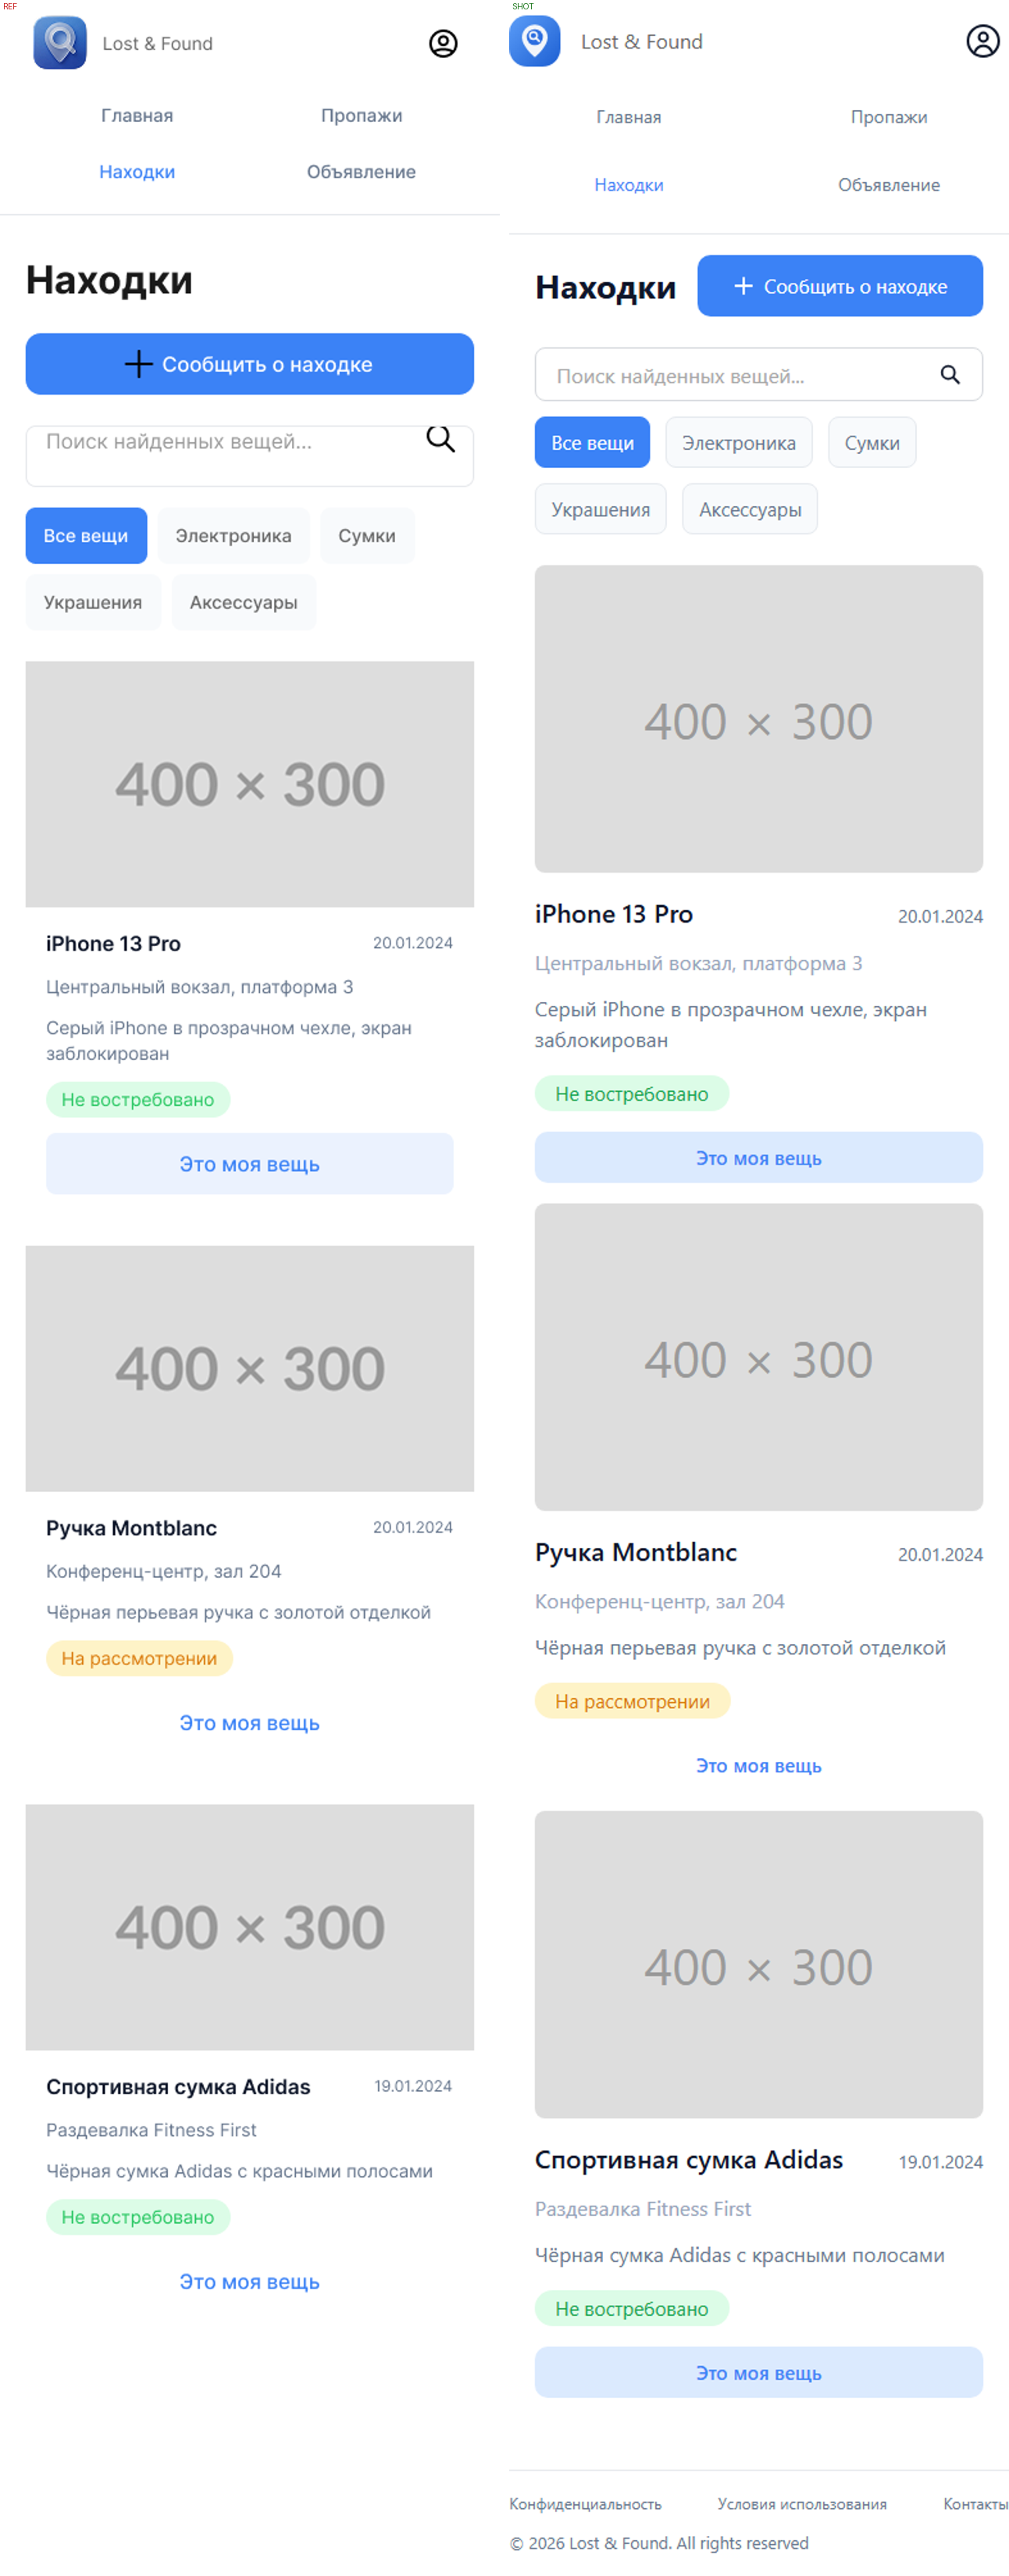 REF
Lost & Found
Главная
Пропажи
Находки
Объявление
Находки
Сообщить о находке
Поиск найденных вещей...
Все вещи
Электроника
Сумки
Украшения
Аксессуары
400 × 300
iPhone 13 Pro
20.01.2024
Центральный вокзал, платформа 3
Серый iPhone в прозрачном чехле, экран
заблокирован
Не востребовано
Это моя вещь
400 × 300
Ручка Montblanc
20.01.2024
Конференц-центр, зал 204
Чёрная перьевая ручка с золотой отделкой
На рассмотрении
Это моя вещь
400 × 300
Спортивная сумка Adidas
19.01.2024
Раздевалка Fitness First
Чёрная сумка Adidas с красными полосами
Не востребовано
Это моя вещь
SHOT
Lost & Found
Главная
Пропажи
Находки
Объявление
Находки
Сообщить о находке
Поиск найденных вещей...
Все вещи
Электроника
Сумки
Украшения
Аксессуары
400 × 300
iPhone 13 Pro
20.01.2024
Центральный вокзал, платформа 3
Серый iPhone в прозрачном чехле, экран
заблокирован
Не востребовано
Это моя вещь
400 × 300
Ручка Montblanc
20.01.2024
Конференц-центр, зал 204
Чёрная перьевая ручка с золотой отделкой
На рассмотрении
Это моя вещь
400 × 300
Спортивная сумка Adidas
19.01.2024
Раздевалка Fitness First
Чёрная сумка Adidas с красными полосами
Не востребовано
Это моя вещь
Конфиденциальность
Условия использования
Контакты
© 2026 Lost & Found. All rights reserved